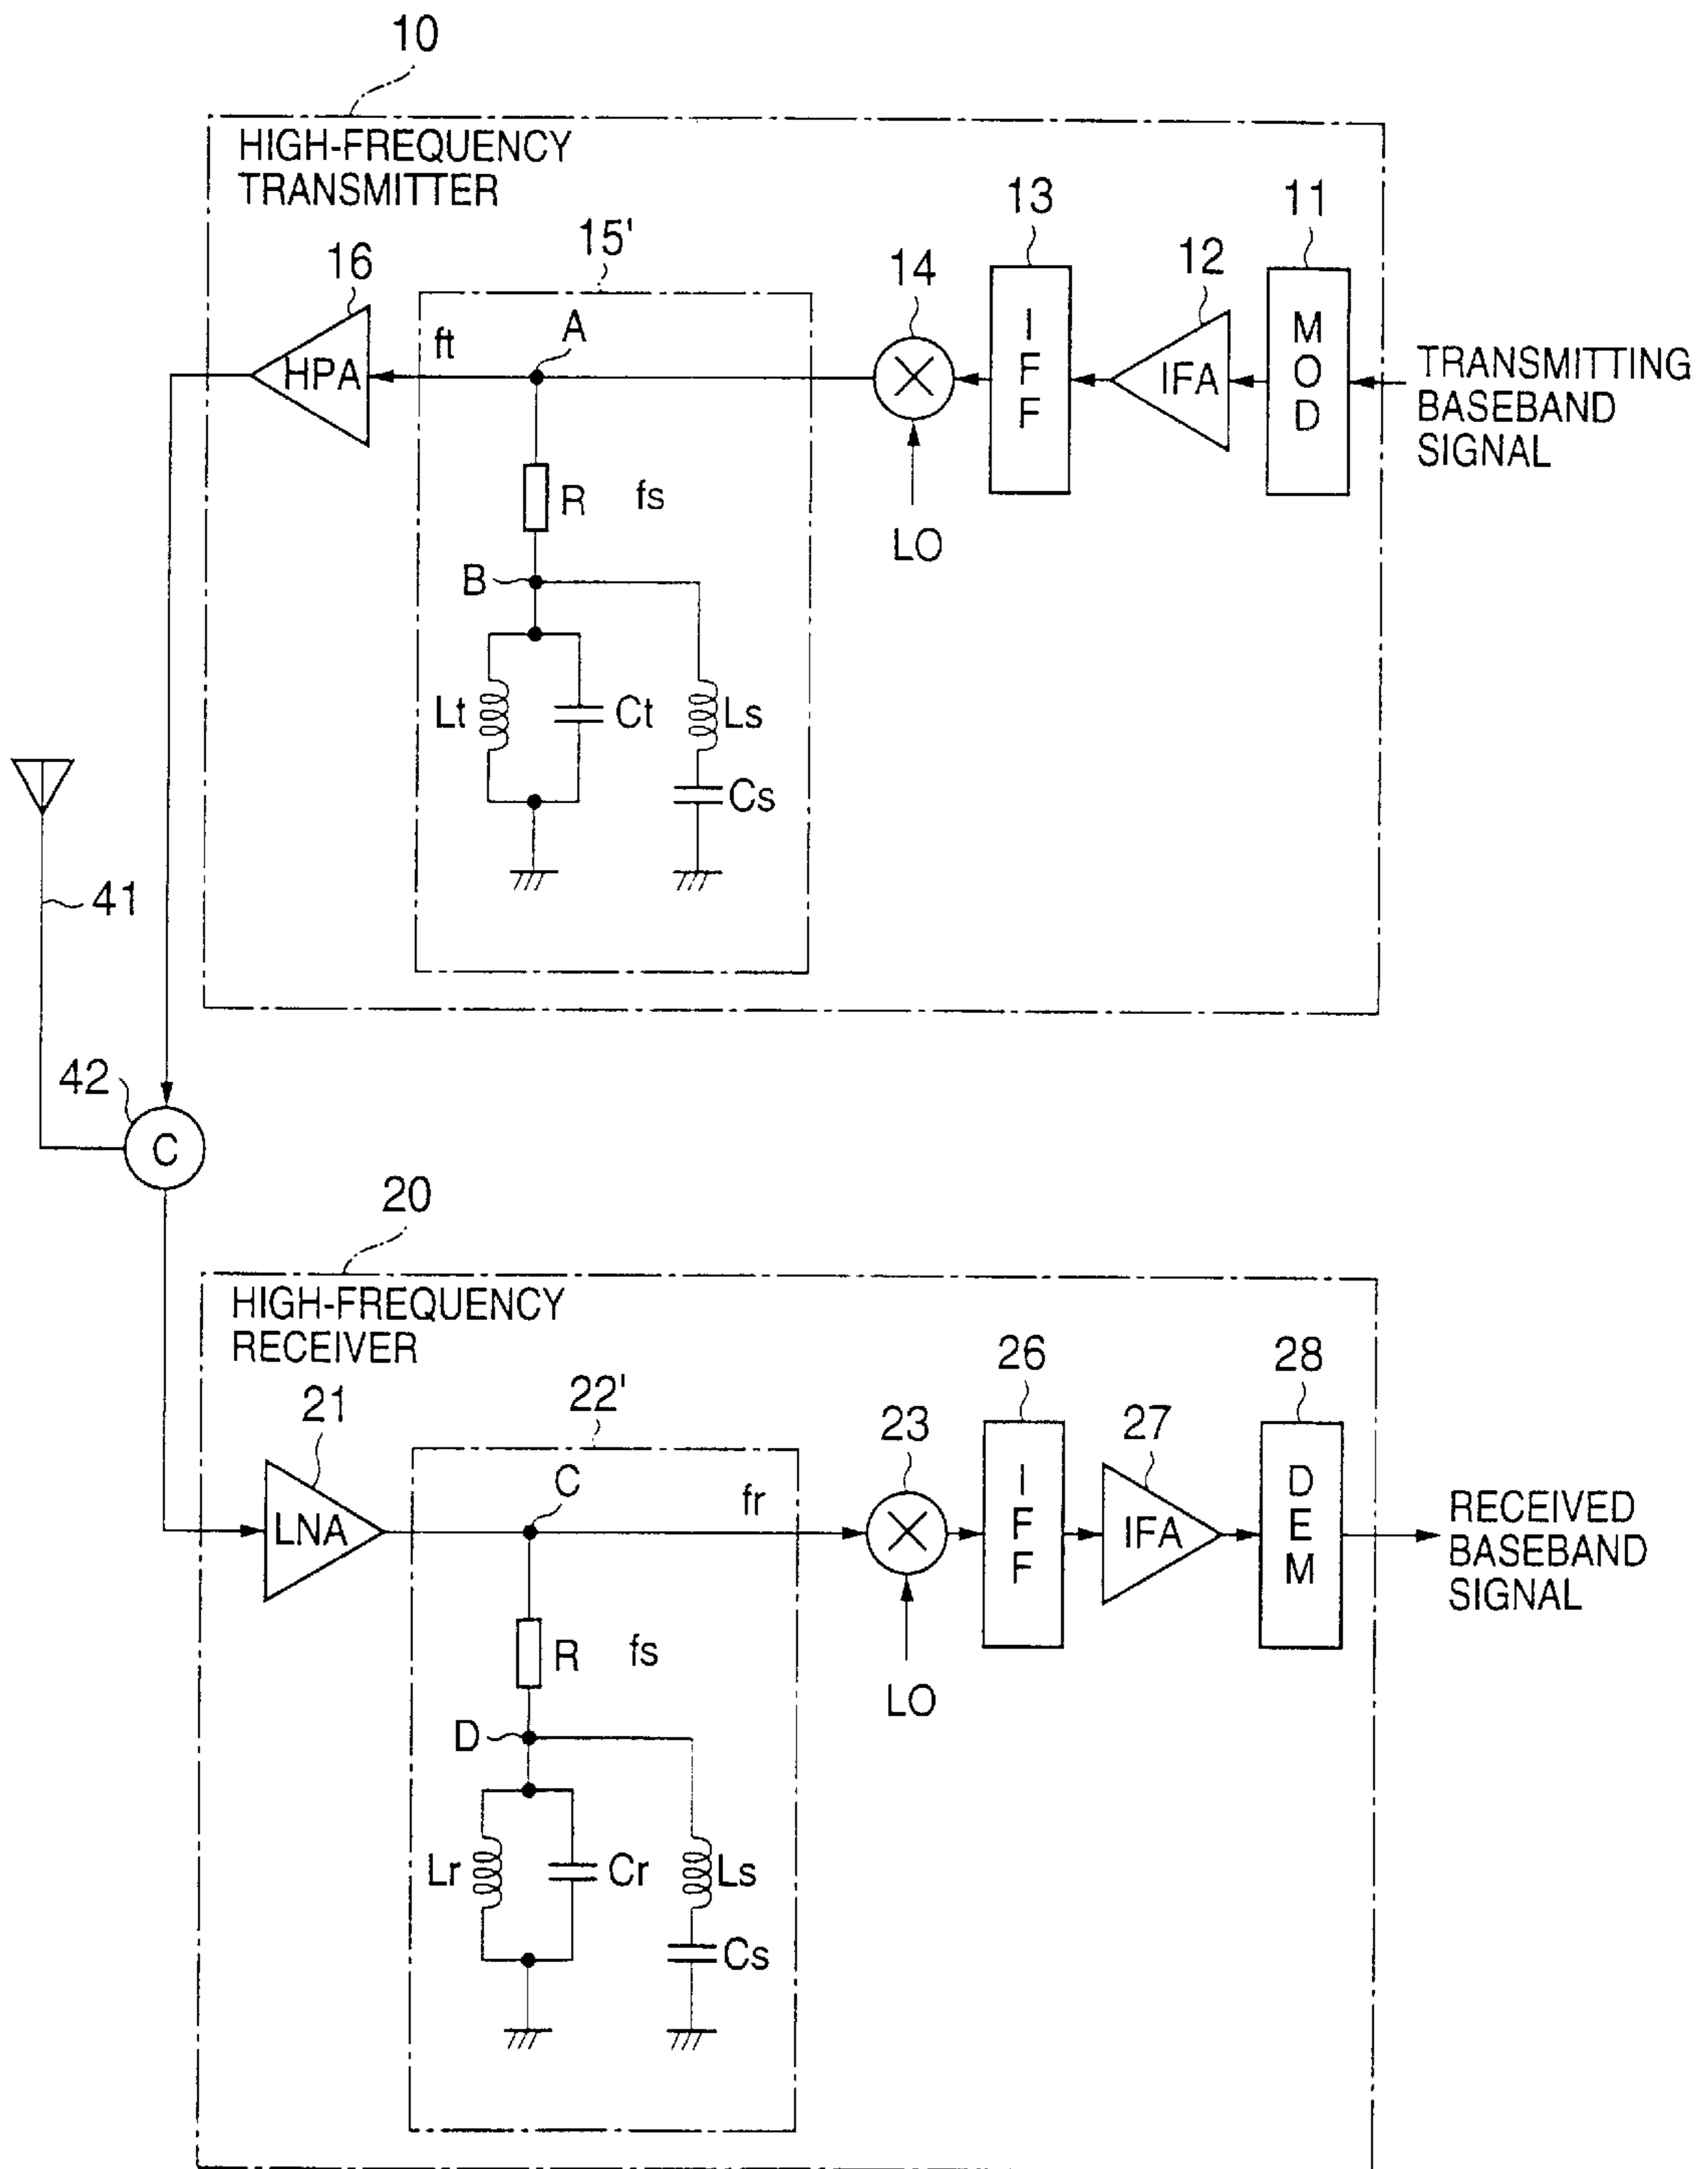 10
HIGH-FREQUENCY
TRANSMITTER
15'
16
13
11
12
14
HPA
ft
A
I
F
F
IFA
M
O
D
TRANSMITTING
BASEBAND
SIGNAL
R
fs
LO
B
Lt
Ct
Ls
Cs
41
42
C
20
HIGH-FREQUENCY
RECEIVER
21
22'
23
26
27
28
LNA
C
fr
I
F
F
IFA
D
E
M
RECEIVED
BASEBAND
SIGNAL
R
fs
LO
D
Lr
Cr
Ls
Cs